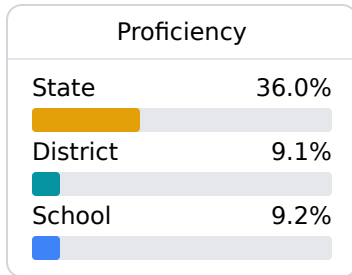 Proficiency
State 36.0%
District 9.1%
School 9.2%